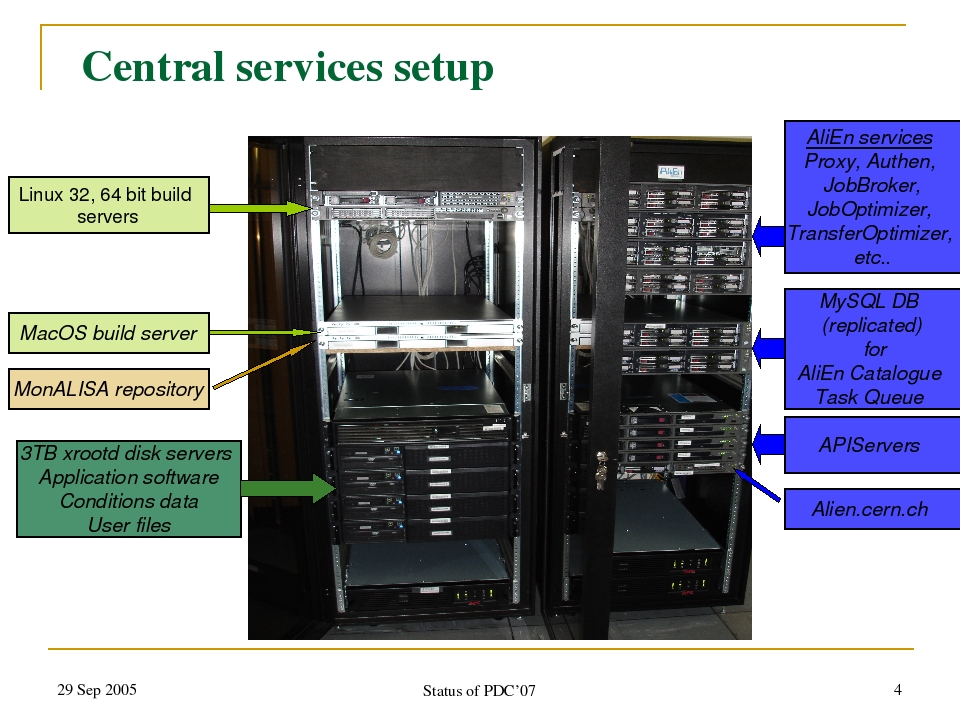 Central services setup
Linux 32, 64 bit build
servers
MacOS build server
MonALISA repository
3TB xrootd disk servers
Application software
Conditions data
User files
AliEn
AliEn services
Proxy, Authen,
JobBroker,
JobOptimizer,
TransferOptimizer,
etc..
MySQL DB
(replicated)
for
AliEn Catalogue
Task Queue
APIServers
Alien.cern.ch
APC
29 Sep 2005
Status of PDC'07
4